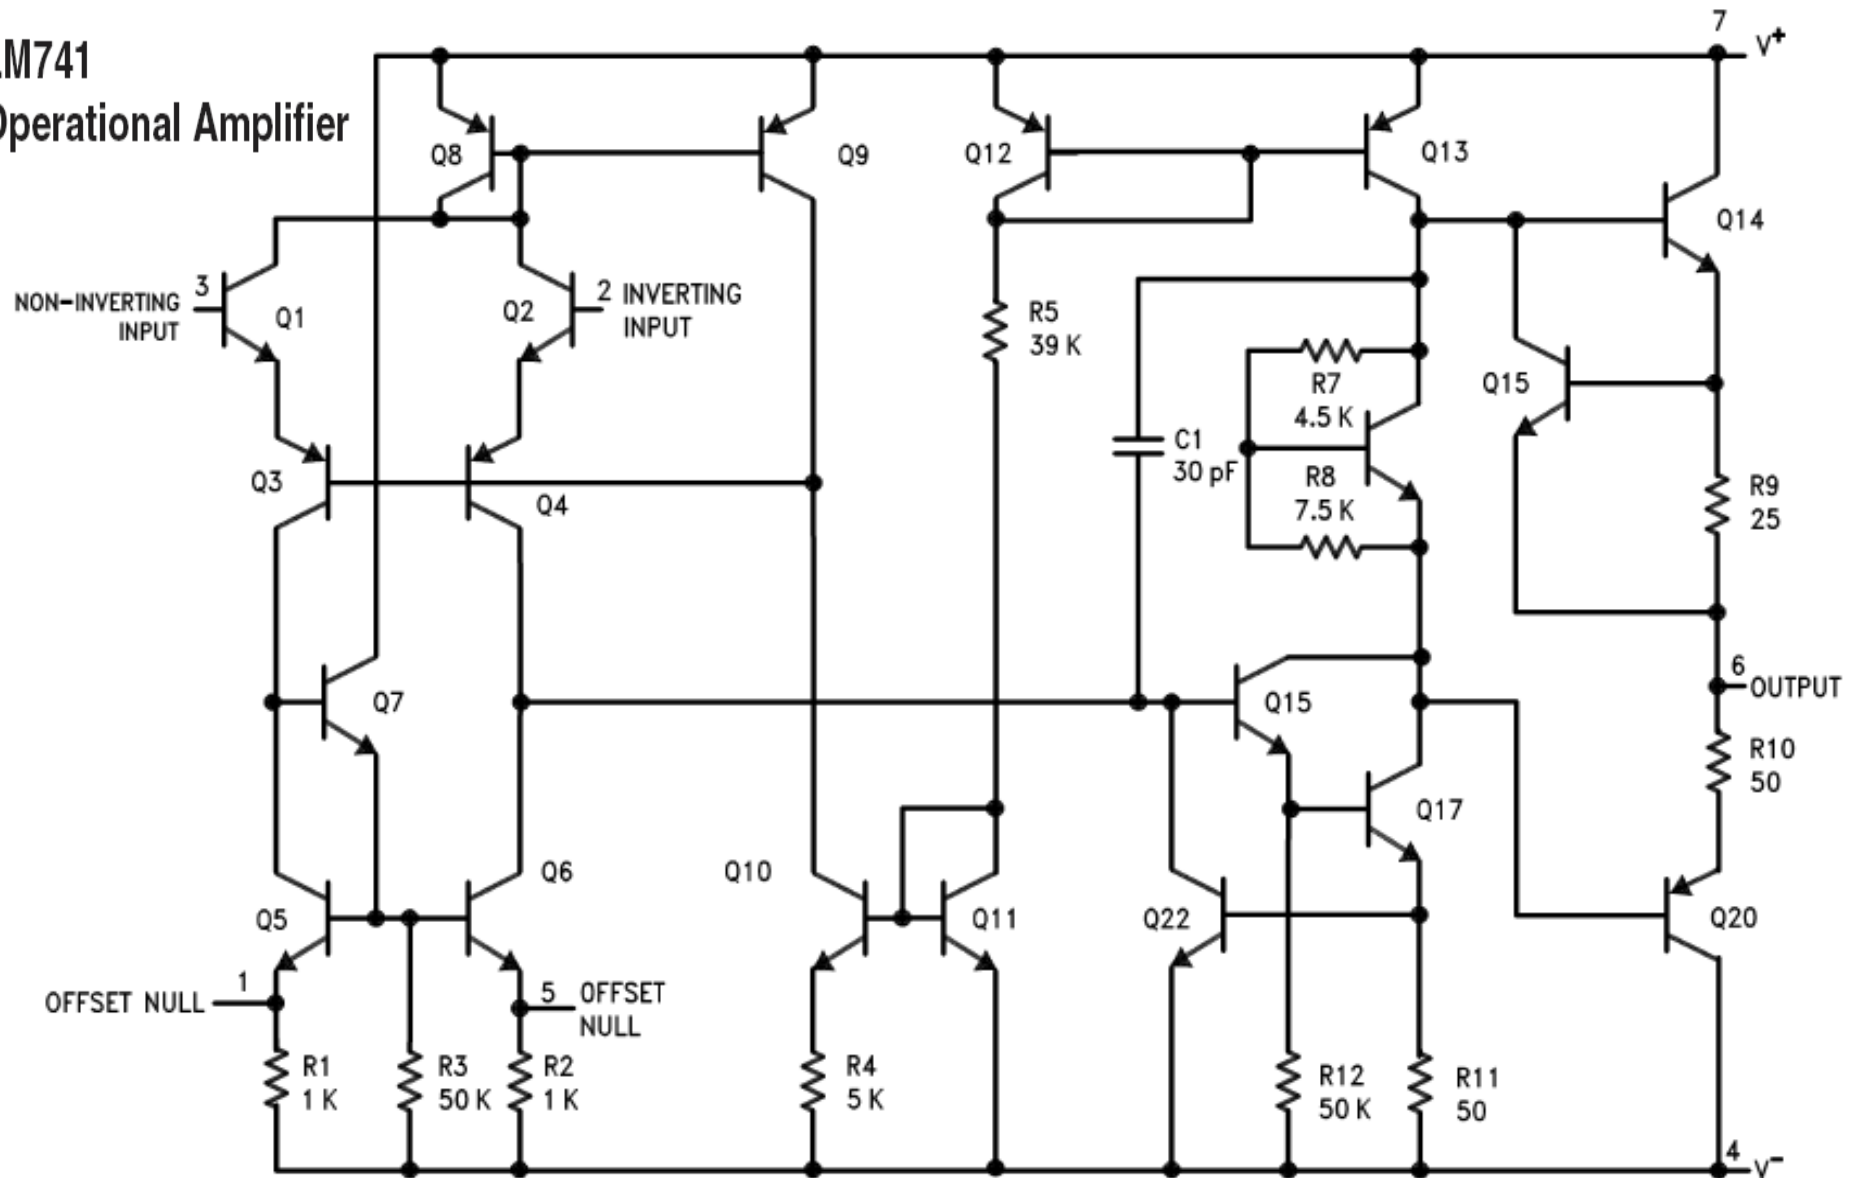 LM741
Operational Amplifier
7
V+
Q8
Q9
Q12
Q13
Q14
3
NON-INVERTING
INPUT
Q1
Q2
2 INVERTING
INPUT
R5
39 K
R7
4.5 K
Q15
C1
30 pF
R8
7.5 K
Q3
Q4
R9
25
Q7
Q15
6
OUTPUT
R10
50
Q17
Q5
Q6
Q10
Q11
Q22
Q20
1
OFFSET NULL
5 OFFSET
NULL
R1
1 K
R3
50 K
R2
1 K
R4
5 K
R12
50 K
R11
50
4
V-